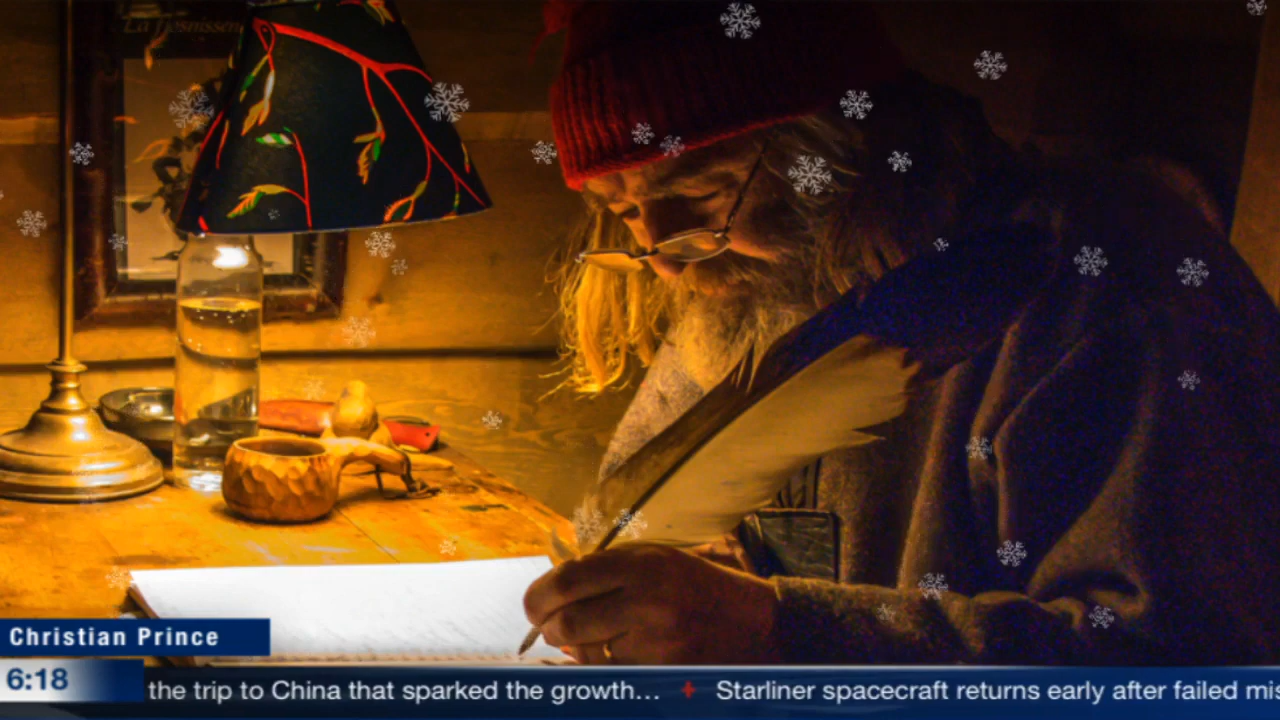 Christian Prince
6:18
the trip to China that sparked the growth... + Starliner spacecraft returns early after failed mis